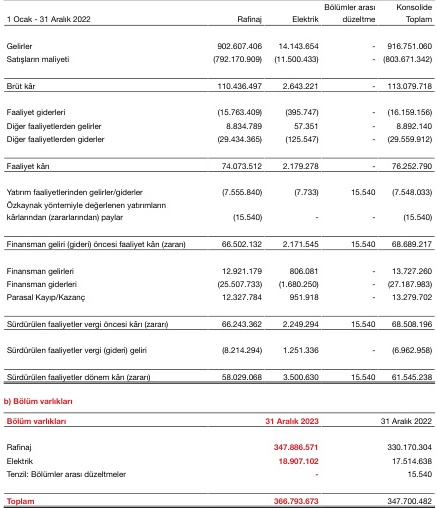 Bölümler arası Konsolide
1 Ocak - 31 Aralık 2022 Rafinaj Elektrik düzeltme Toplam
Gelirler 902.607.406 14.143.654 - 916.751.060
Satışların maliyeti (792.170.909) (11.500.433) - (803.671.342)
Brüt kâr 110.436.497 2.643.221 - 113.079.718
Faaliyet giderleri (15.763.409) (395.747) - (16.159.156)
Diğer faaliyetlerden gelirler 8.834.789 57.351 - 8.892.140
Diğer faaliyetlerden giderler (29.434.365) (125.547) - (29.559.912)
Faaliyet kârı 74.073.512 2.179.278 - 76.252.790
Yatırım faaliyetlerinden gelirler/giderler (7.555.840) (7.733) 15.540 (7.548.033)
Özkaynak yöntemiyle değerlenen yatırımların
kârlarından (zararlarından) paylar (15.540) - - (15.540)
Finansman geliri (gideri) öncesi faaliyet kârı (zararı) 66.502.132 2.171.545 15.540 68.689.217
Finansman gelirleri 12.921.179 806.081 - 13.727.260
Finansman giderleri (25.507.733) (1.680.250) - (27.187.983)
Parasal Kayıp/Kazanç 12.327.784 951.918 - 13.279.702
Sürdürülen faaliyetler vergi öncesi kârı (zararı) 66.243.362 2.249.294 15.540 68.508.196
Sürdürülen faaliyetler vergi (gideri) geliri (8.214.294) 1.251.336 - (6.962.958)
Sürdürülen faaliyetler dönem kârı (zararı) 58.029.068 3.500.630 15.540 61.545.238
b) Bölüm varlıkları
Bölüm varlıkları 31 Aralık 2023 31 Aralık 2022
Rafinaj 347.886.571 330.170.304
Elektrik 18.907.102 17.514.638
Tenzil: Bölümler arası düzeltmeler - 15.540
Toplam 366.793.673 347.700.482